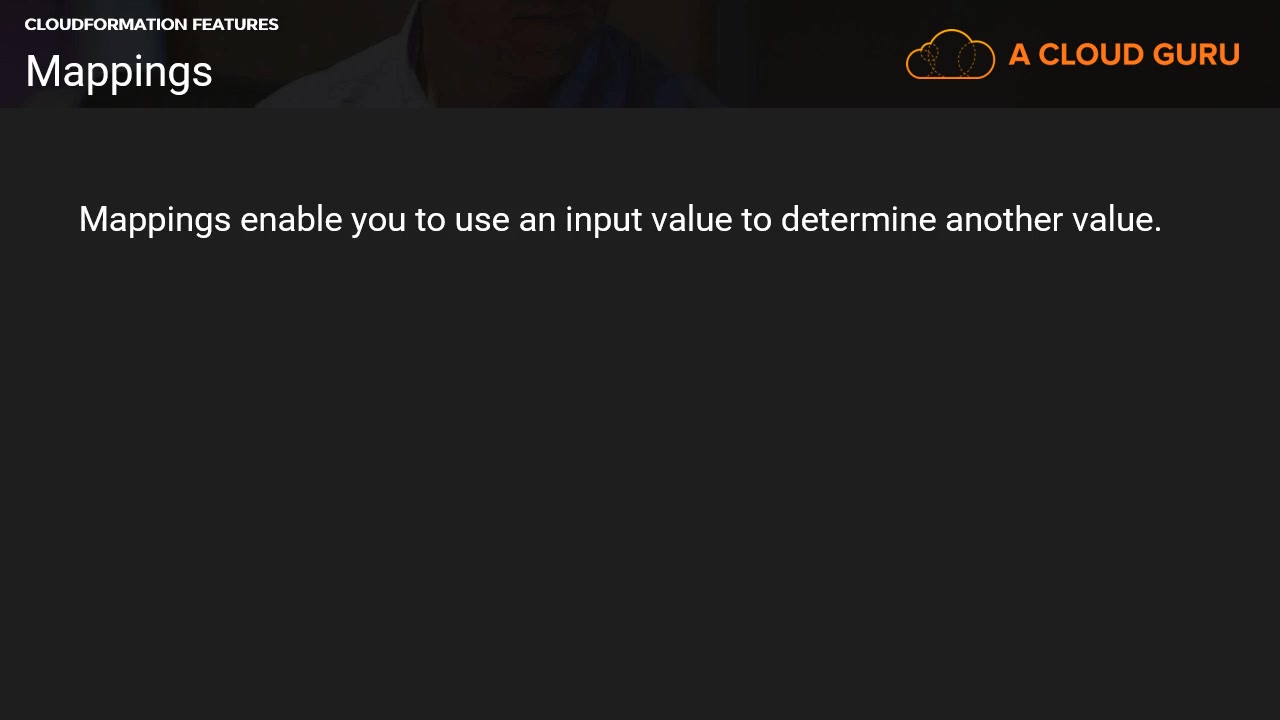 CLOUDFORMATION FEATURES
Mappings
A CLOUD GURU
Mappings enable you to use an input value to determine another value.